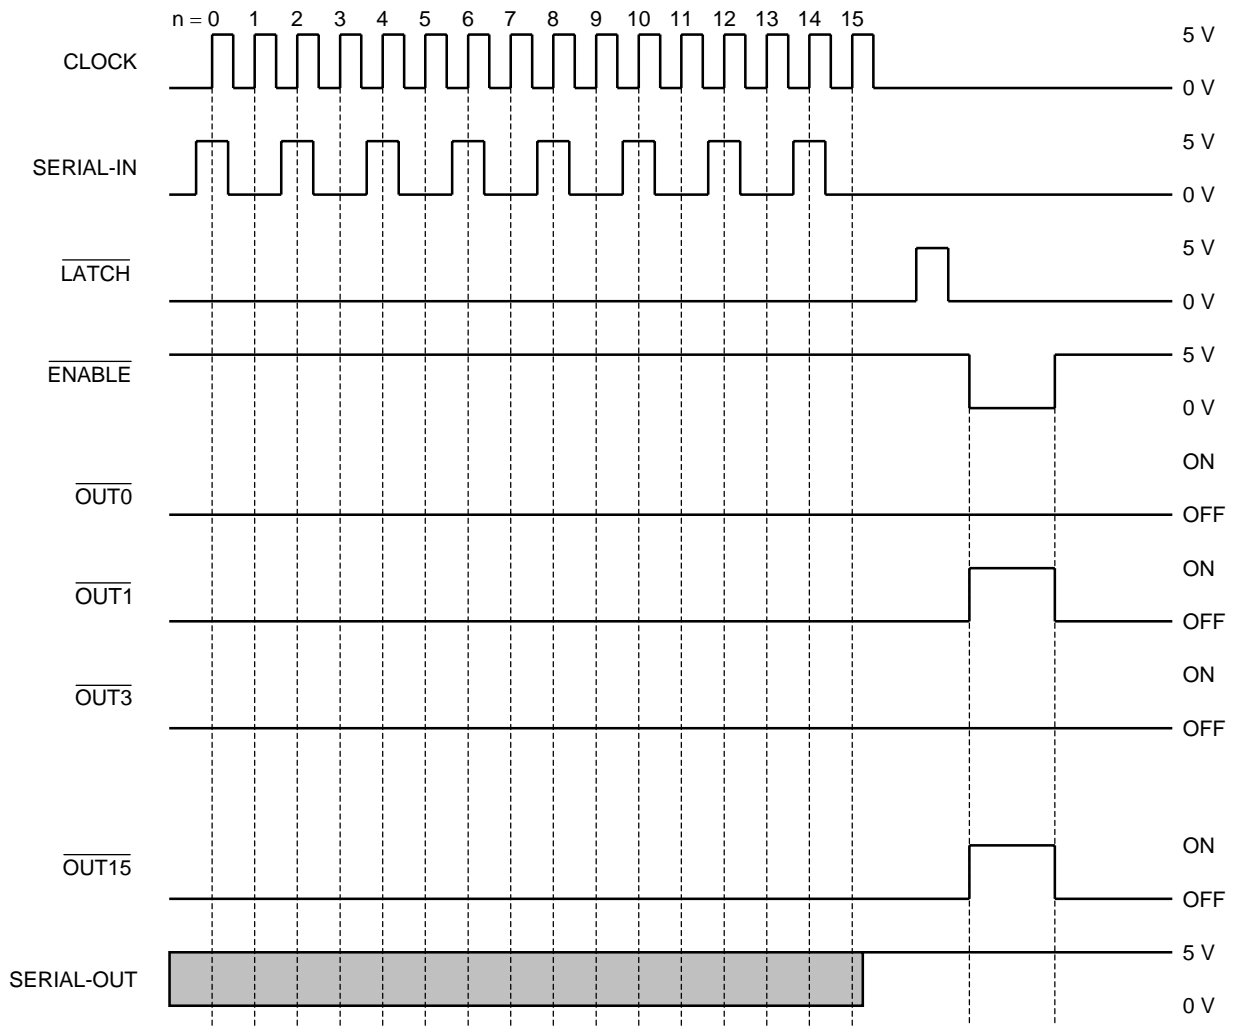 n = 0 1 2 3 4 5 6 7 8 9 10 11 12 13 14 15
5 V
CLOCK
0 V
5 V
SERIAL-IN
0 V
5 V
LATCH
0 V
5 V
ENABLE
0 V
ON
OUT0
OFF
ON
OUT1
OFF
ON
OUT3
OFF
ON
OUT15
OFF
5 V
SERIAL-OUT
0 V